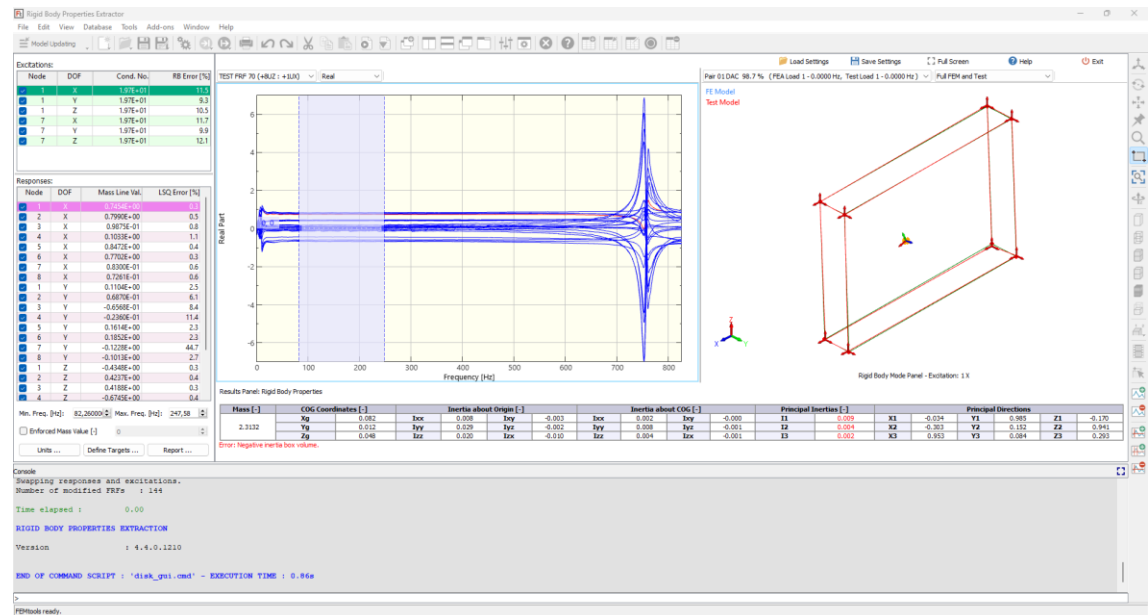 Rigid Body Properties Extractor
File Edit View Database Tools Add-ons Window Help
Model Updating
Load Settings Save Settings Full Screen Help Exit
Excitations:
Node DOF Cond. No. RB Error [%]
1 X 1.97E+01 11.5
1 Y 1.97E+01 9.3
1 Z 1.97E+01 10.5
7 X 1.97E+01 11.7
7 Y 1.97E+01 9.9
7 Z 1.97E+01 12.1
Responses:
Node DOF Mass Line Val. LSQ Error [%]
1 X 0.7454E+00 0.3
2 X 0.7990E+00 0.5
3 X 0.9875E-01 0.8
4 X 0.1033E+00 1.1
5 X 0.8472E+00 0.4
6 X 0.7702E+00 0.3
7 X 0.8300E-01 0.6
8 X 0.7261E-01 0.6
1 Y 0.1104E+00 2.5
2 Y 0.6870E-01 6.1
3 Y -0.6568E-01 8.4
4 Y -0.2360E-01 11.4
5 Y 0.1614E+00 2.3
6 Y 0.1852E+00 2.3
7 Y -0.1228E+00 44.7
8 Y -0.1013E+00 2.7
1 Z -0.4348E+00 0.3
2 Z 0.4237E+00 0.4
3 Z 0.4188E+00 0.3
4 Z -0.6745E+00 0.4
Min. Freq. [Hz]: 82,26000 Max. Freq. [Hz]: 247,58
Enforced Mass Value [-] 0
Units ... Define Targets ... Report ...
TEST FRF 70 (+8UZ : +1UX) Real
Real Part
6
4
2
0
-2
-4
-6
0 100 200 300 400 500 600 700 800
Frequency [Hz]
Pair 01 DAC 98.7 % (FEA Load 1 - 0.0000 Hz, Test Load 1 - 0.0000 Hz) Full FEM and Test
FE Model
Test Model
Z
X Y
Rigid Body Mode Panel - Excitation: 1 X
Results Panel: Rigid Body Properties
Mass [-] COG Coordinates [-] Inertia about Origin [-] Inertia about COG [-] Principal Inertias [-] Principal Directions
2.3132
Xg 0.082 Ixx 0.008 Ixy -0.003 Ixx 0.002 Ixy -0.000 I1 0.009 X1 -0.034 Y1 0.985 Z1 -0.170
Yg 0.012 Iyy 0.029 Iyz -0.002 Iyy 0.008 Iyz -0.001 I2 0.004 X2 -0.303 Y2 0.152 Z2 0.941
Zg 0.048 Izz 0.020 Izx -0.010 Izz 0.004 Izx -0.001 I3 0.002 X3 0.953 Y3 0.084 Z3 0.293
Error: Negative inertia box volume.
Console
Swapping responses and excitations.
Number of modified FRFs : 144
Time elapsed : 0.00
RIGID BODY PROPERTIES EXTRACTION
Version : 4.4.0.1210
END OF COMMAND SCRIPT : 'disk_gui.cmd' - EXECUTION TIME : 0.86s
>
FEMtools ready.